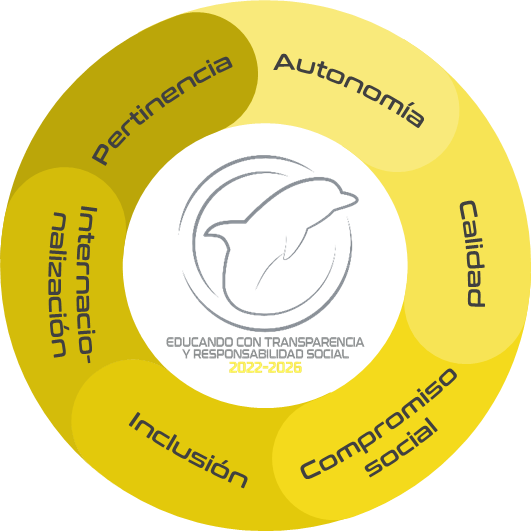 Autonomía
Calidad
Compromiso
social
Inclusión
Internacio-
nalización
Pertinencia
EDUCANDO CON TRANSPARENCIA
Y RESPONSABILIDAD SOCIAL
2022-2026